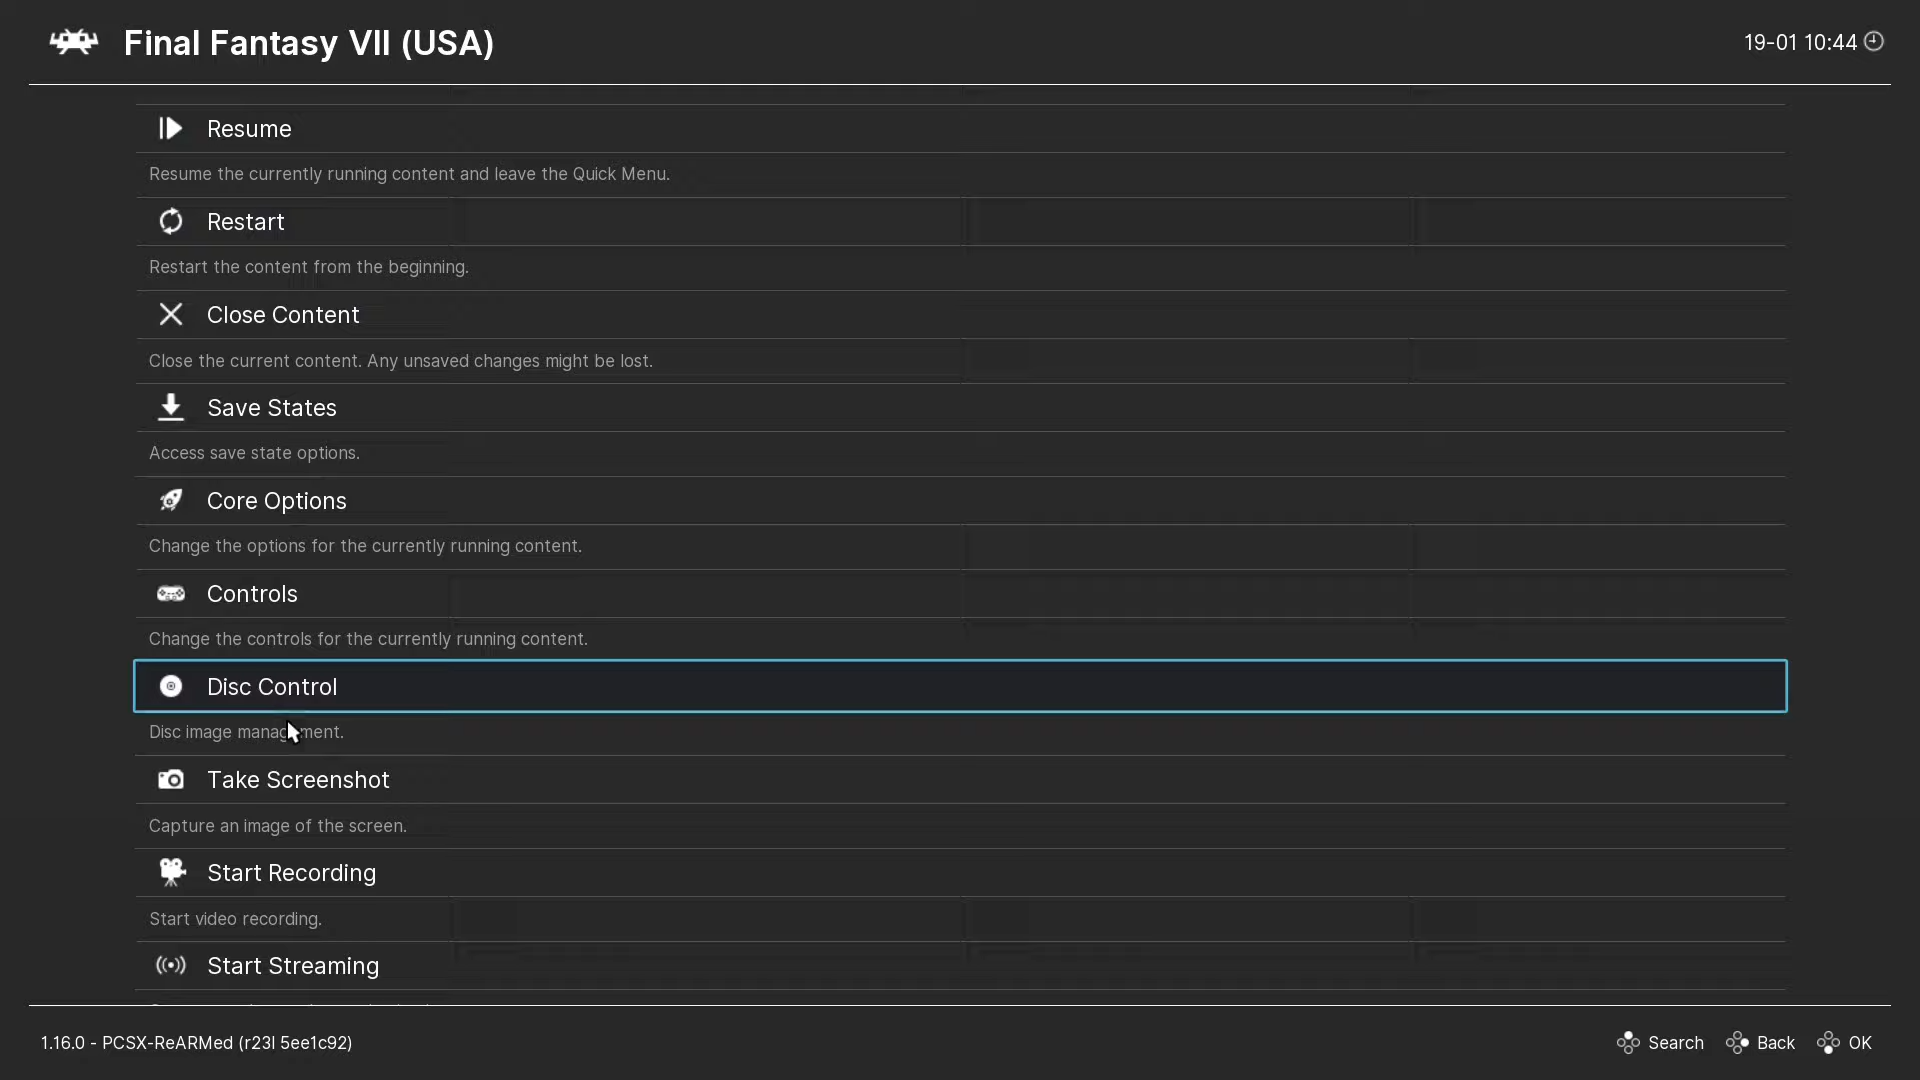 Final Fantasy VII (USA)
19-01 10:44
Resume
Resume the currently running content and leave the Quick Menu.
Restart
Restart the content from the beginning.
Close Content
Close the current content. Any unsaved changes might be lost.
Save States
Access save state options.
Core Options
Change the options for the currently running content.
Controls
Change the controls for the currently running content.
Disc Control
Disc image management.
Take Screenshot
Capture an image of the screen.
Start Recording
Start video recording.
Start Streaming
1.16.0 - PCSX-ReARMed (r23l 5ee1c92)
Search Back OK